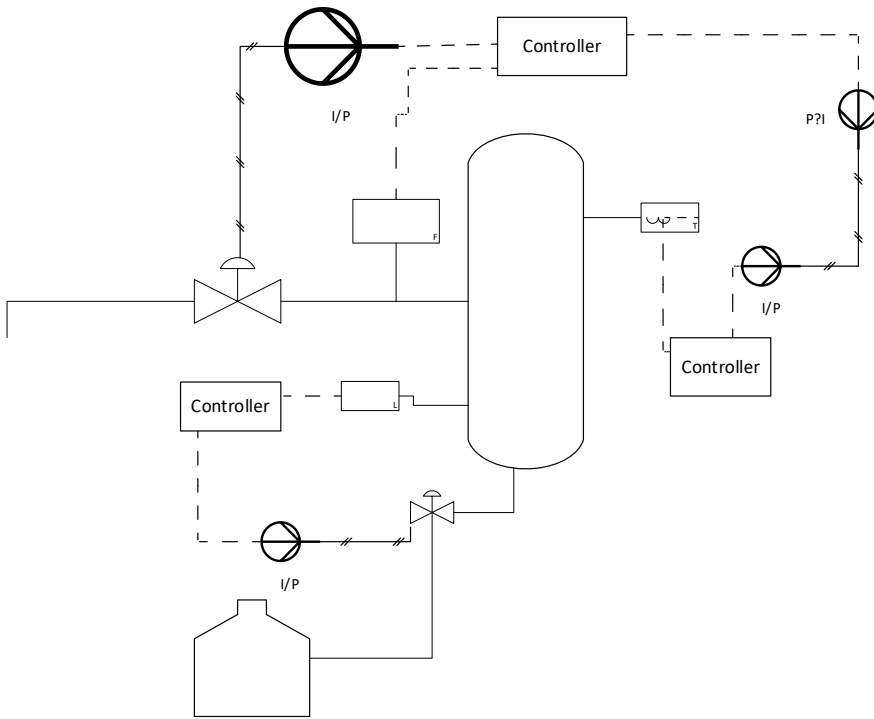 Controller
I/P
P?I
F
T
I/P
Controller
Controller
L
I/P